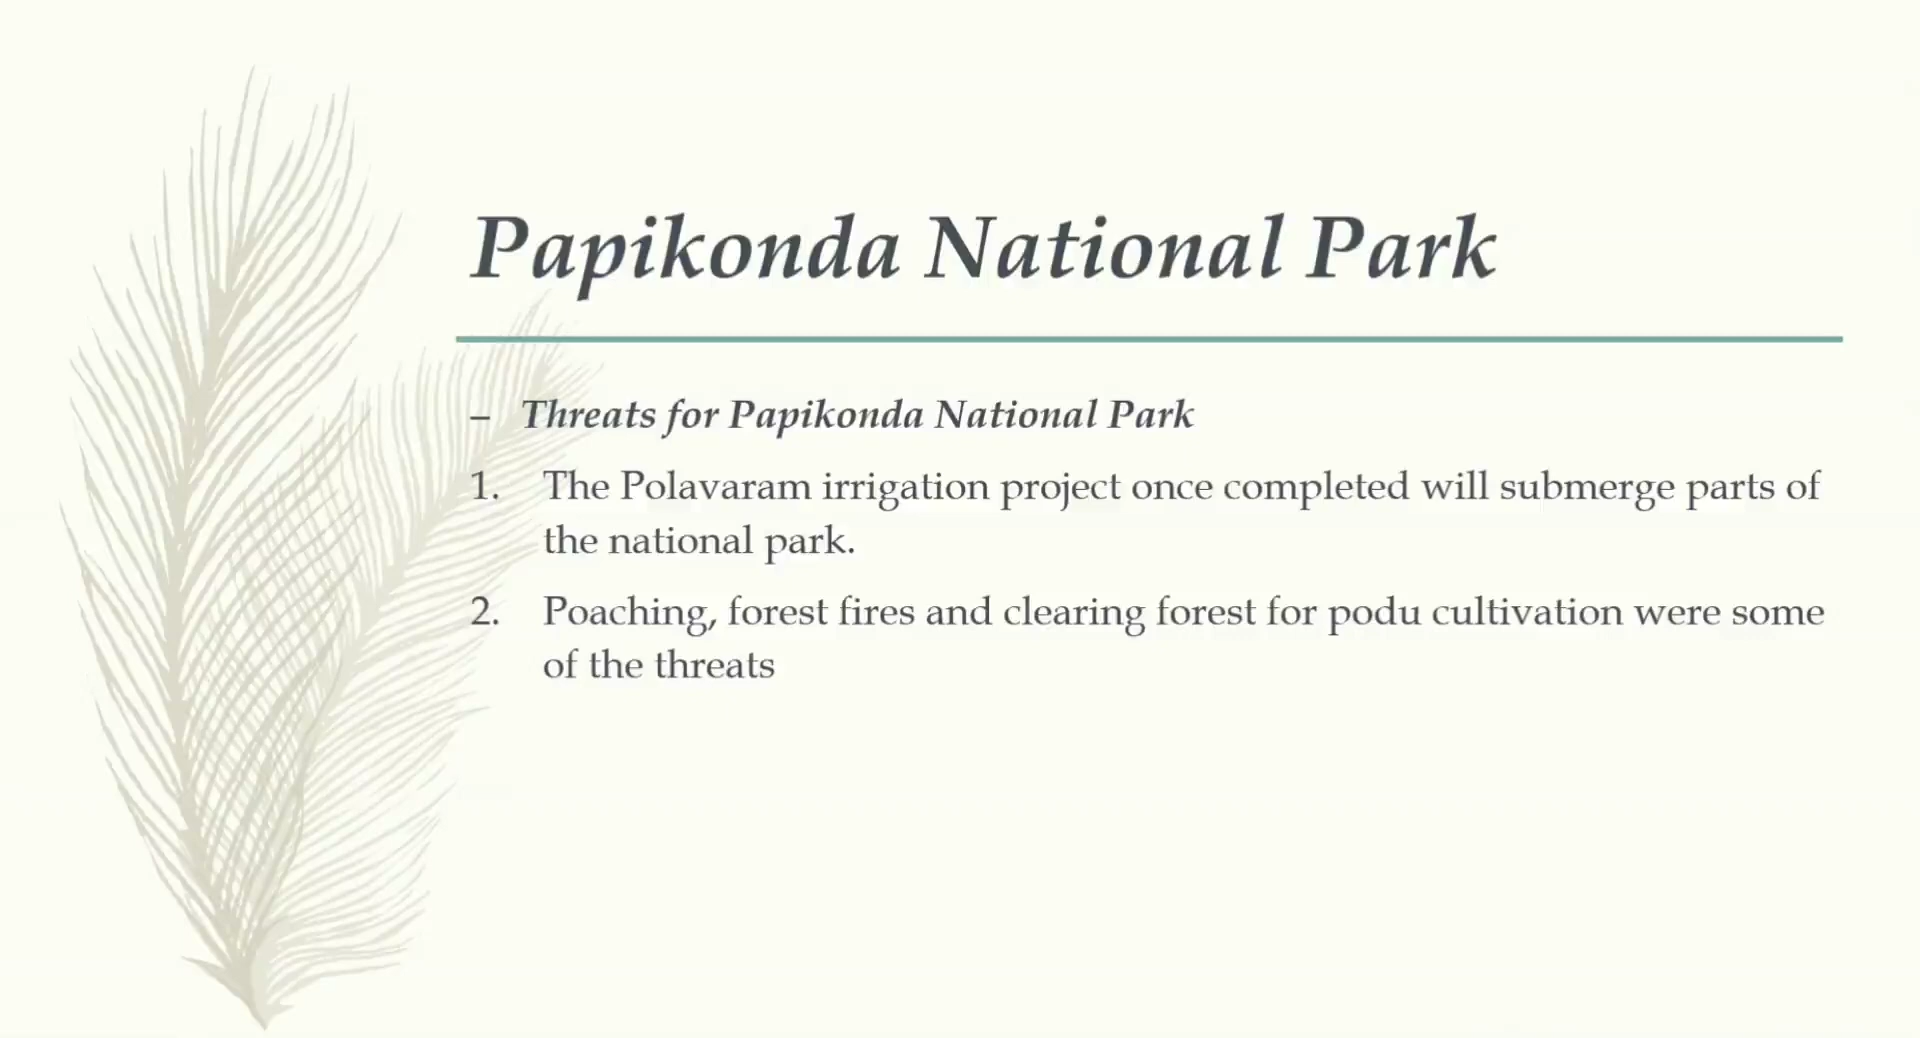 Papikonda National Park
– Threats for Papikonda National Park
1. The Polavaram irrigation project once completed will submerge parts of
the national park.
2. Poaching, forest fires and clearing forest for podu cultivation were some
of the threats